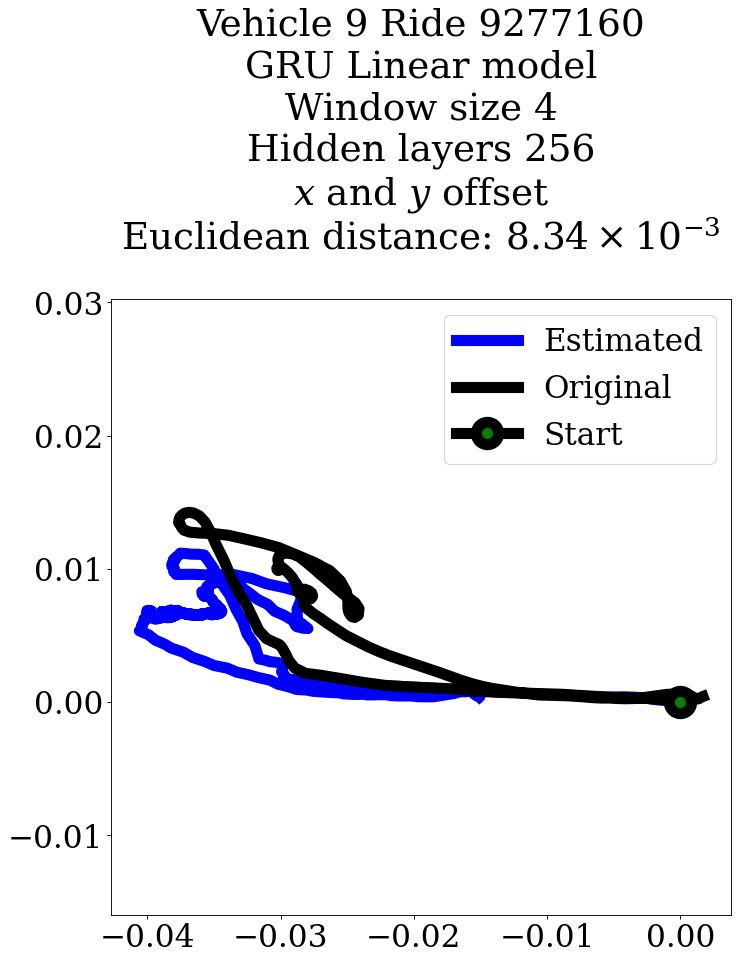 Vehicle 9 Ride 9277160
GRU Linear model
Window size 4
Hidden layers 256
x and y offset
Euclidean distance: 8.34 × 10⁻³
0.03
Estimated
Original
Start
0.02
0.01
0.00
−0.01
−0.04 −0.03 −0.02 −0.01 0.00